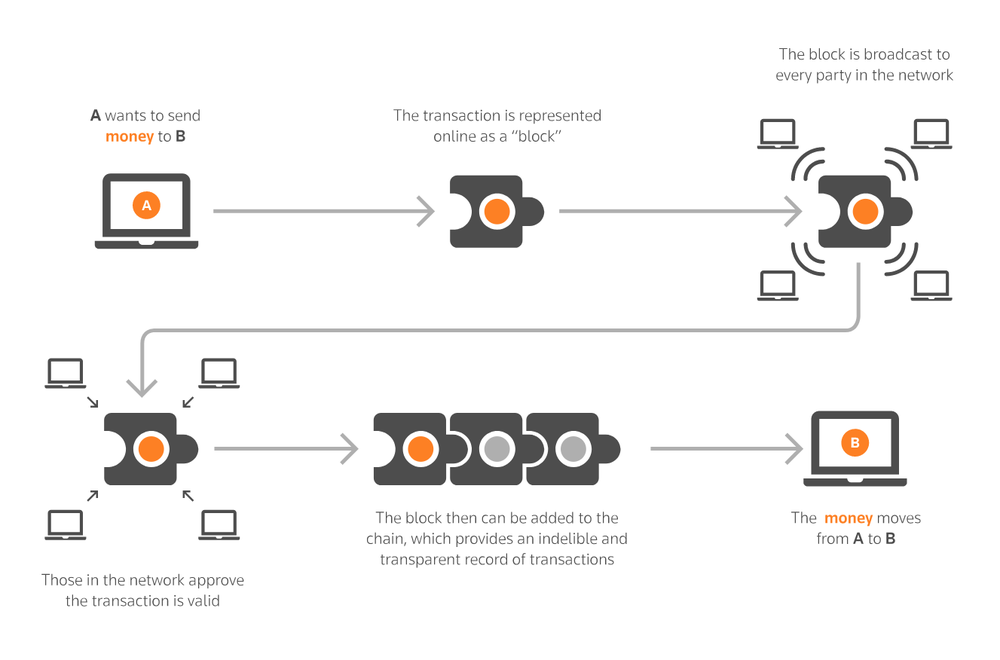 The block is broadcast to
every party in the network
A wants to send
money to B
The transaction is represented
online as a “block”
A
Those in the network approve
the transaction is valid
The block then can be added to the
chain, which provides an indelible and
transparent record of transactions
B
The money moves
from A to B